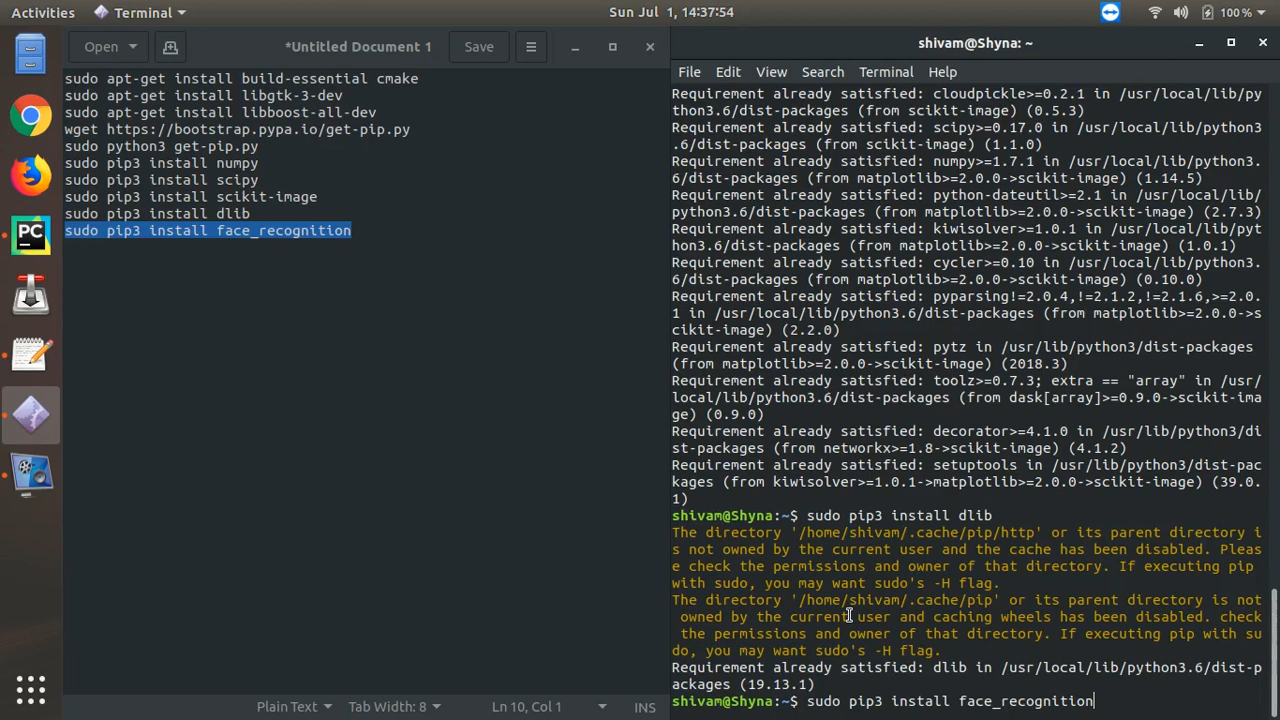 Activities
Terminal
Sun Jul 1, 14:37:54
100 %
Open
*Untitled Document 1
Save
sudo apt-get install build-essential cmake
sudo apt-get install libgtk-3-dev
sudo apt-get install libboost-all-dev
wget https://bootstrap.pypa.io/get-pip.py
sudo python3 get-pip.py
sudo pip3 install numpy
sudo pip3 install scipy
sudo pip3 install scikit-image
sudo pip3 install dlib
sudo pip3 install face_recognition
Plain Text
Tab Width: 8
Ln 10, Col 1
INS
shivam@Shyna: ~
File Edit View Search Terminal Help
Requirement already satisfied: cloudpickle>=0.2.1 in /usr/local/lib/py
thon3.6/dist-packages (from scikit-image) (0.5.3)
Requirement already satisfied: scipy>=0.17.0 in /usr/local/lib/python3
.6/dist-packages (from scikit-image) (1.1.0)
Requirement already satisfied: numpy>=1.7.1 in /usr/local/lib/python3.
6/dist-packages (from matplotlib>=2.0.0->scikit-image) (1.14.5)
Requirement already satisfied: python-dateutil>=2.1 in /usr/local/lib/
python3.6/dist-packages (from matplotlib>=2.0.0->scikit-image) (2.7.3)
Requirement already satisfied: kiwisolver>=1.0.1 in /usr/local/lib/pyt
hon3.6/dist-packages (from matplotlib>=2.0.0->scikit-image) (1.0.1)
Requirement already satisfied: cycler>=0.10 in /usr/local/lib/python3.
6/dist-packages (from matplotlib>=2.0.0->scikit-image) (0.10.0)
Requirement already satisfied: pyparsing!=2.0.4,!=2.1.2,!=2.1.6,>=2.0.
1 in /usr/local/lib/python3.6/dist-packages (from matplotlib>=2.0.0->s
cikit-image) (2.2.0)
Requirement already satisfied: pytz in /usr/lib/python3/dist-packages
(from matplotlib>=2.0.0->scikit-image) (2018.3)
Requirement already satisfied: toolz>=0.7.3; extra == "array" in /usr/
local/lib/python3.6/dist-packages (from dask[array]>=0.9.0->scikit-ima
ge) (0.9.0)
Requirement already satisfied: decorator>=4.1.0 in /usr/lib/python3/di
st-packages (from networkx>=1.8->scikit-image) (4.1.2)
Requirement already satisfied: setuptools in /usr/lib/python3/dist-pac
kages (from kiwisolver>=1.0.1->matplotlib>=2.0.0->scikit-image) (39.0.
1)
shivam@Shyna:~$ sudo pip3 install dlib
The directory '/home/shivam/.cache/pip/http' or its parent directory i
s not owned by the current user and the cache has been disabled. Pleas
e check the permissions and owner of that directory. If executing pip
with sudo, you may want sudo's -H flag.
The directory '/home/shivam/.cache/pip' or its parent directory is not
owned by the current user and caching wheels has been disabled. check
the permissions and owner of that directory. If executing pip with su
do, you may want sudo's -H flag.
Requirement already satisfied: dlib in /usr/local/lib/python3.6/dist-p
ackages (19.13.1)
shivam@Shyna:~$ sudo pip3 install face_recognition